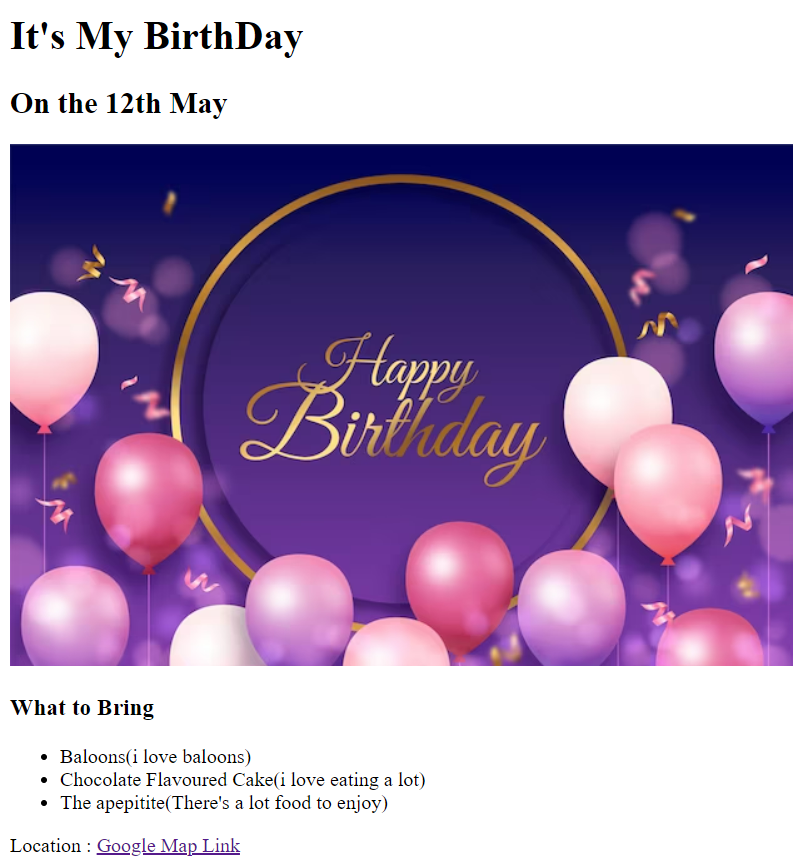 It's My BirthDay
On the 12th May
Happy
Birthday
What to Bring
Baloons(i love baloons)
Chocolate Flavoured Cake(i love eating a lot)
The apepitite(There's a lot food to enjoy)
Location : Google Map Link